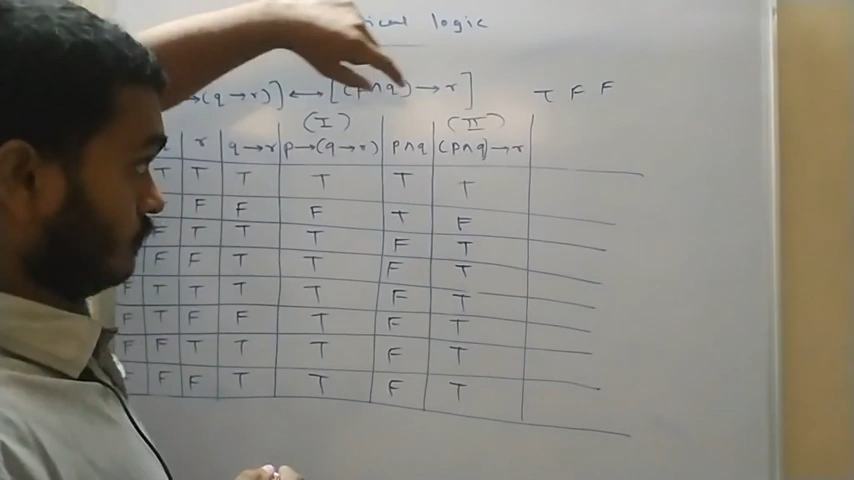 logic
→(q→r)] ↔ [(p∧q)→r] T F F
(I) (II)
r q→r p→(q→r) p∧q (p∧q)→r
T T T T T T
F F F T F
F T T T F T
F F T T F T
F T T T T F T
F T F F T F T
F F T T T F T
F F F T T F T